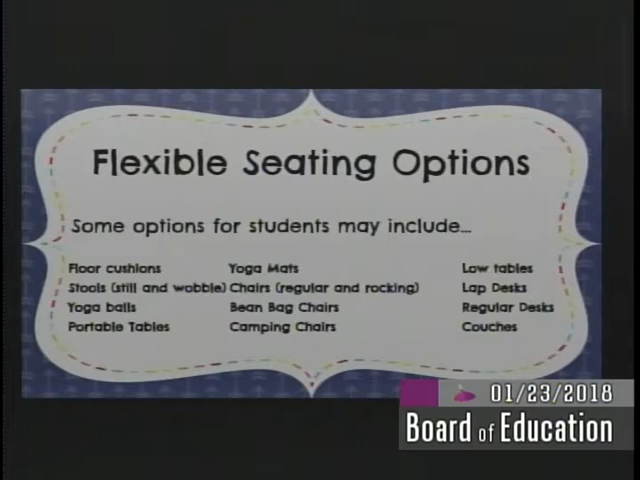 Flexible Seating Options
Some options for students may include...
Floor cushions Yoga Mats Low tables
Stools (still and wobble) Chairs (regular and rocking) Lap Desks
Yoga balls Bean Bag Chairs Regular Desks
Portable Tables Camping Chairs Couches
01/23/2018
Board of Education